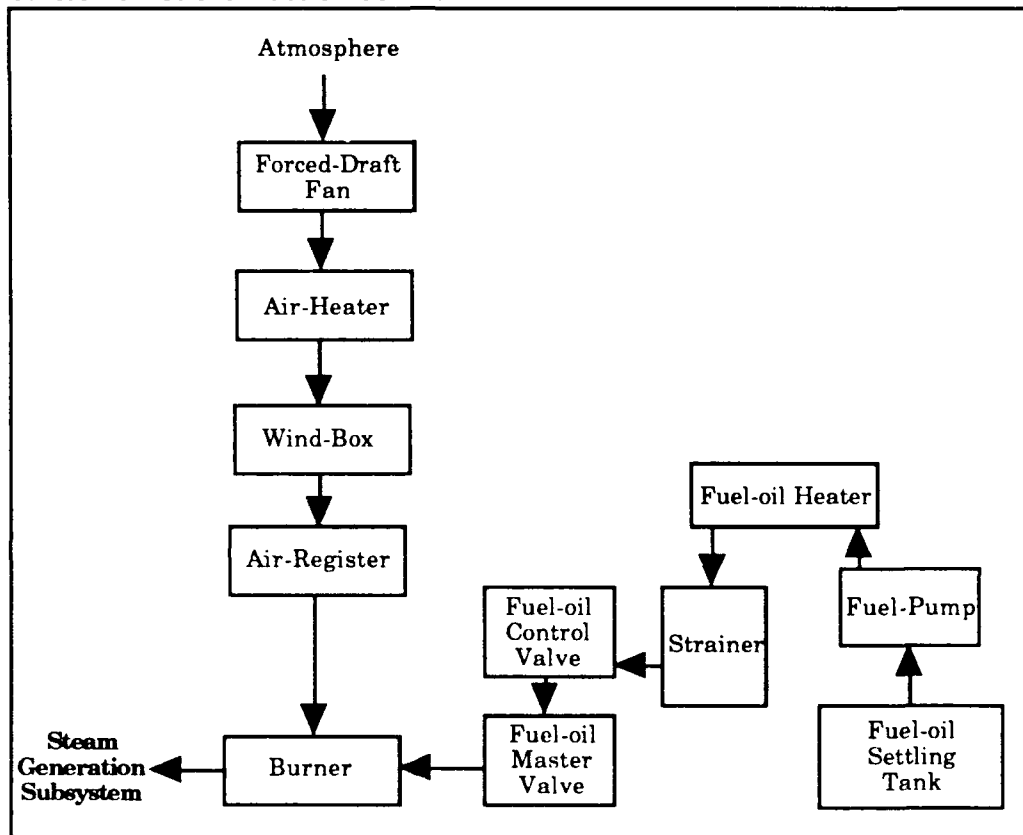 Atmosphere
Forced-Draft
Fan
Air-Heater
Wind-Box
Air-Register
Fuel-oil Heater
Fuel-Pump
Strainer
Fuel-oil
Control
Valve
Fuel-oil
Settling
Tank
Fuel-oil
Master
Valve
Burner
Steam
Generation
Subsystem